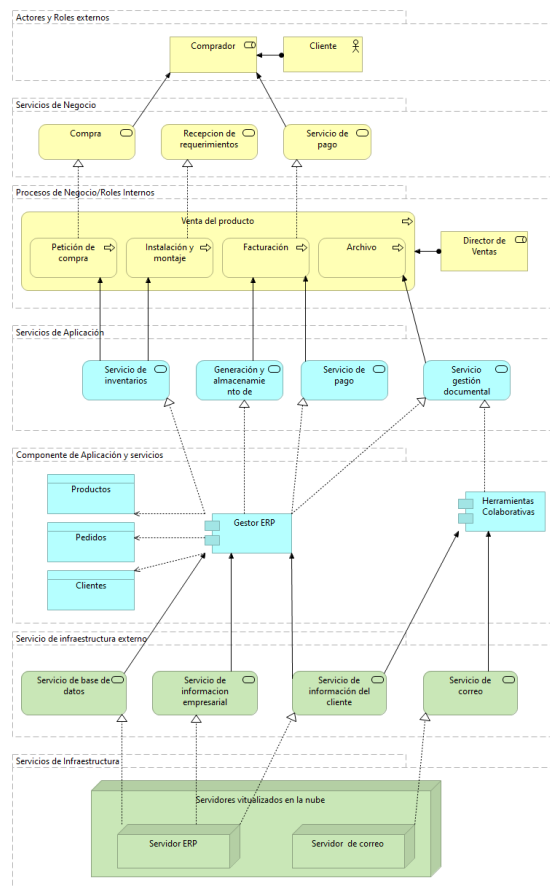 Actores y Roles externos
Comprador
Cliente
Servicios de Negocio
Compra
Recepcion de
requerimientos
Servicio de
pago
Procesos de Negocio/Roles Internos
Venta del producto
Petición de
compra
Instalación y
montaje
Facturación
Archivo
Director de
Ventas
Servicios de Aplicación
Servicio de
inventarios
Generación y
almacenamie
nto de
Servicio de
pago
Servicio
gestión
documental
Componente de Aplicación y servicios
Productos
Pedidos
Clientes
Gestor ERP
Herramientas
Colaborativas
Servicio de infraestructura externo
Servicio de base de
datos
Servicio de
informacion
empresarial
Servicio de
información del
cliente
Servicio de
correo
Servicios de Infraestructura
Servidores vitualizados en la nube
Servidor ERP
Servidor de correo